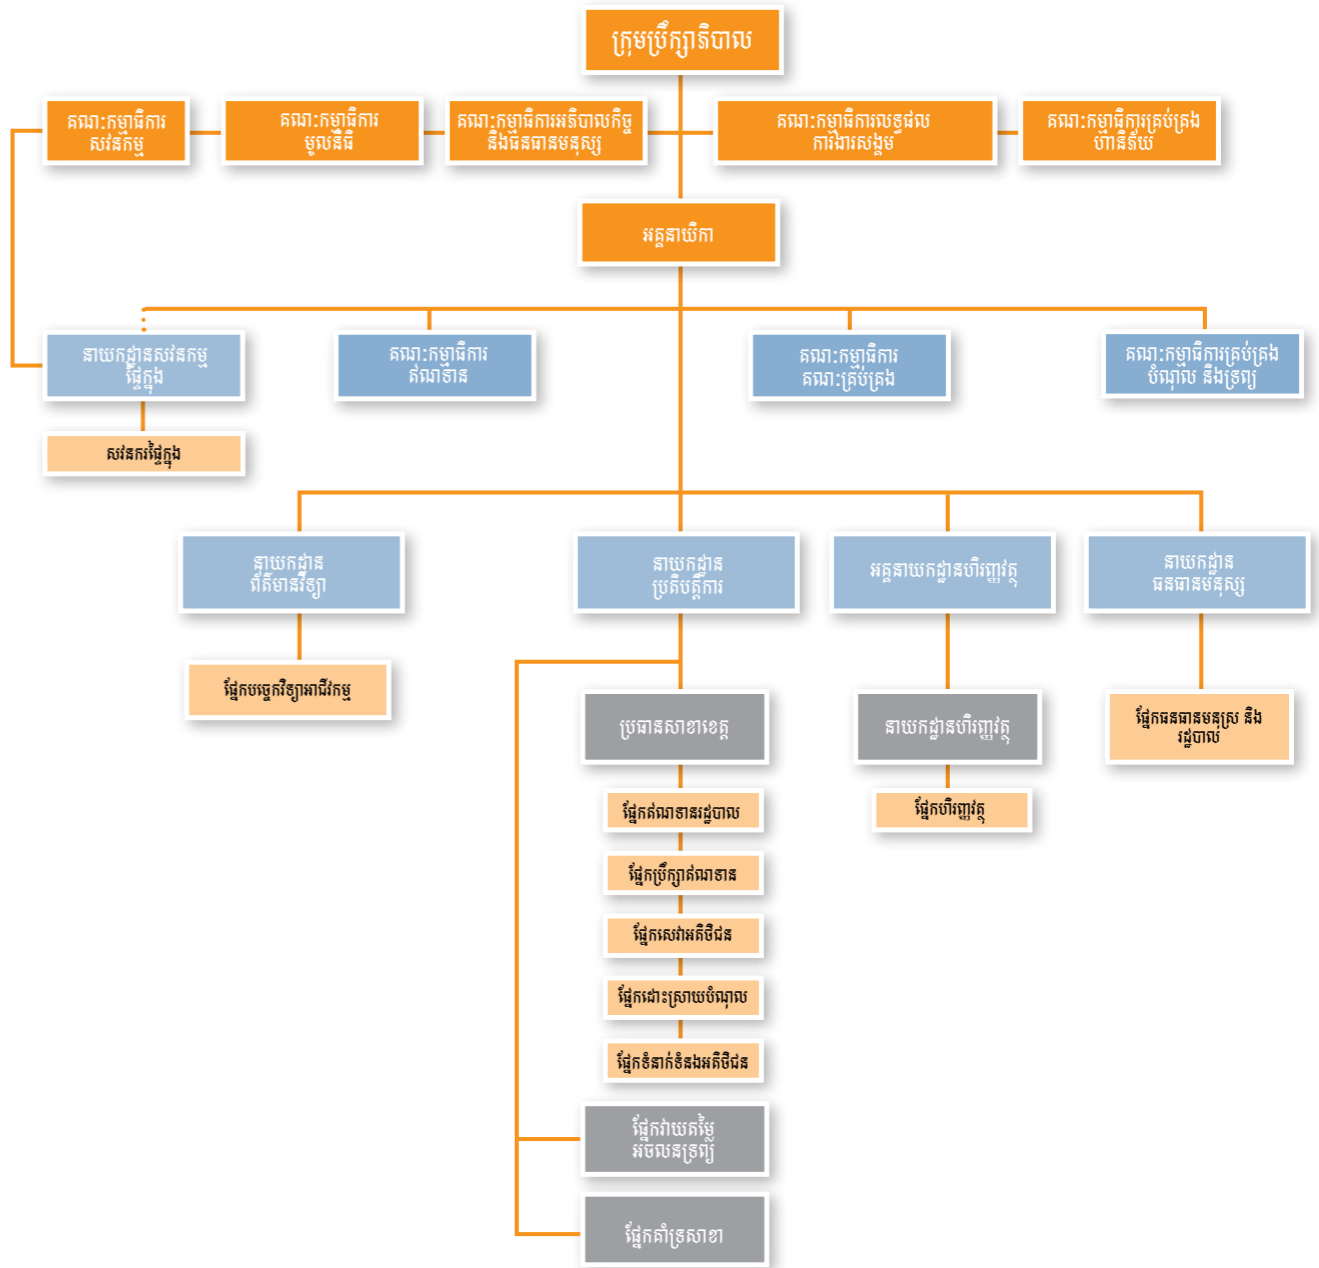 ក្រុមប្រឹក្សាភិបាល
គណៈកម្មាធិការ
សវនកម្ម
គណៈកម្មាធិការ
មូលនិធិ
គណៈកម្មាធិការអភិបាលកិច្ច
និងធនធានមនុស្ស
គណៈកម្មាធិការលទ្ធផល
ការងារសង្គម
គណៈកម្មាធិការគ្រប់គ្រង
ហានិភ័យ
អគ្គនាយិកា
នាយកដ្ឋានសវនកម្ម
ផ្ទៃក្នុង
គណៈកម្មាធិការ
ឥណទាន
គណៈកម្មាធិការ
គណៈគ្រប់គ្រង
គណៈកម្មាធិការគ្រប់គ្រង
បំណុល និងទ្រព្យ
សវនករផ្ទៃក្នុង
នាយកដ្ឋាន
ព័ត៌មានវិទ្យា
នាយកដ្ឋាន
ប្រតិបត្តិការ
អគ្គនាយកដ្ឋានហិរញ្ញវត្ថុ
នាយកដ្ឋាន
ធនធានមនុស្ស
ផ្នែកបច្ចេកវិទ្យាអាជីវកម្ម
ប្រធានសាខាខេត្ត
នាយកដ្ឋានហិរញ្ញវត្ថុ
ផ្នែកធនធានមនុស្រ និង
រដ្ឋបាល
ផ្នែកឥណទានរដ្ឋបាល
ផ្នែកហិរញ្ញវត្ថុ
ផ្នែកប្រឹក្សាឥណទាន
ផ្នែកសេវាអតិថិជន
ផ្នែកដោះស្រាយបំណុល
ផ្នែកទំនាក់ទំនងអតិថិជន
ផ្នែកវាយតម្លៃ
អចលនទ្រព្យ
ផ្នែកគាំទ្រសាខា